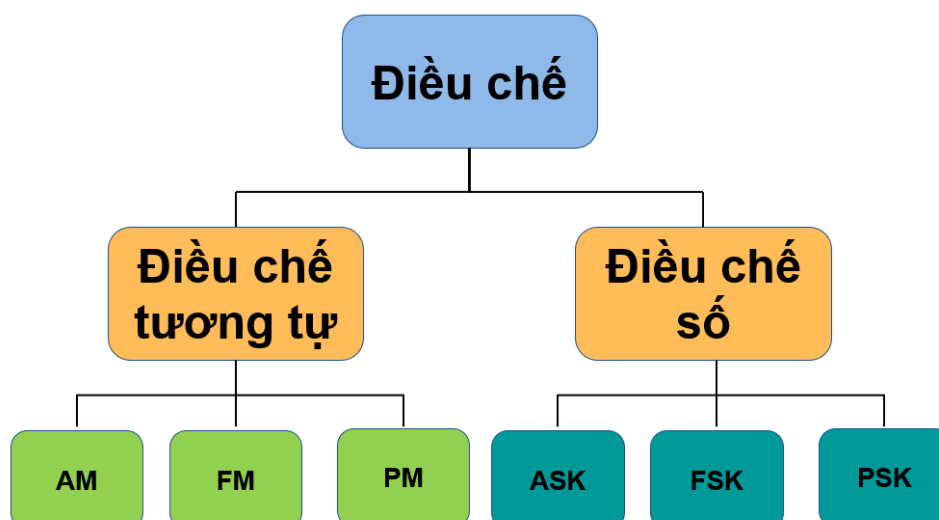 Điều chế
Điều chế
tương tự
Điều chế
số
AM
FM
PM
ASK
FSK
PSK